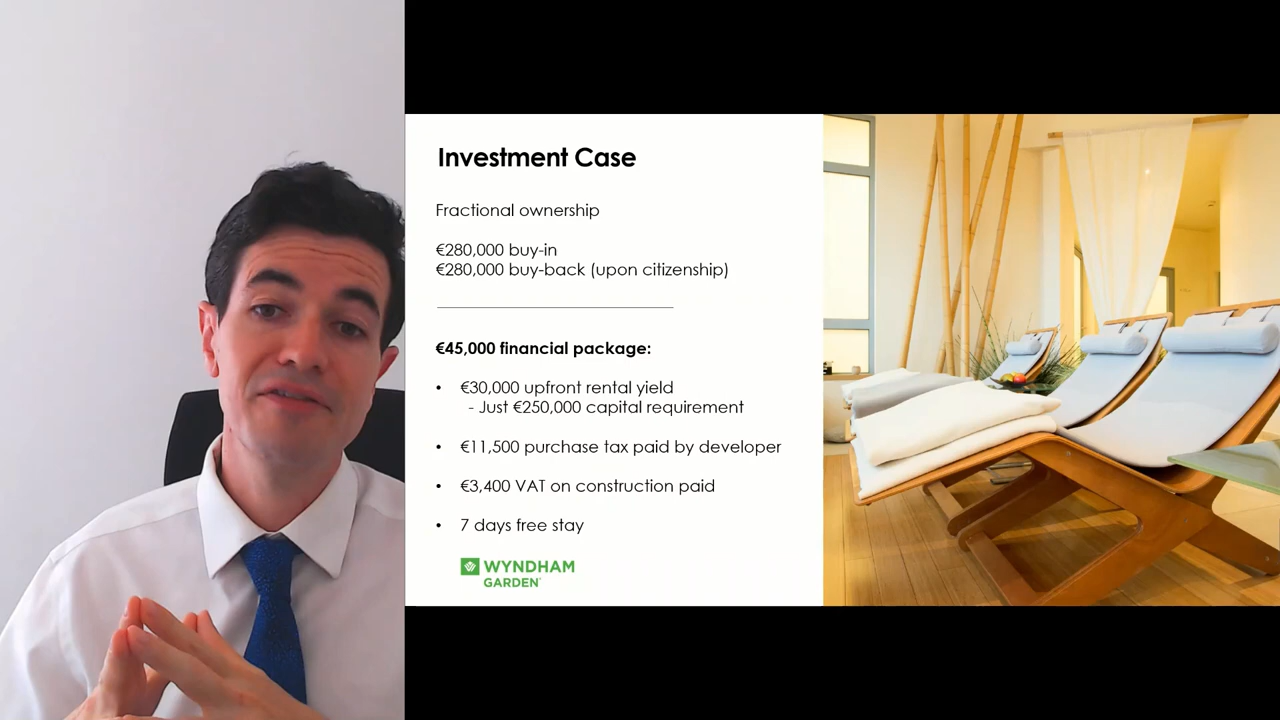 Investment Case
Fractional ownership
€280,000 buy-in
€280,000 buy-back (upon citizenship)
€45,000 financial package:
• €30,000 upfront rental yield
- Just €250,000 capital requirement
• €11,500 purchase tax paid by developer
• €3,400 VAT on construction paid
• 7 days free stay
WYNDHAM
GARDEN